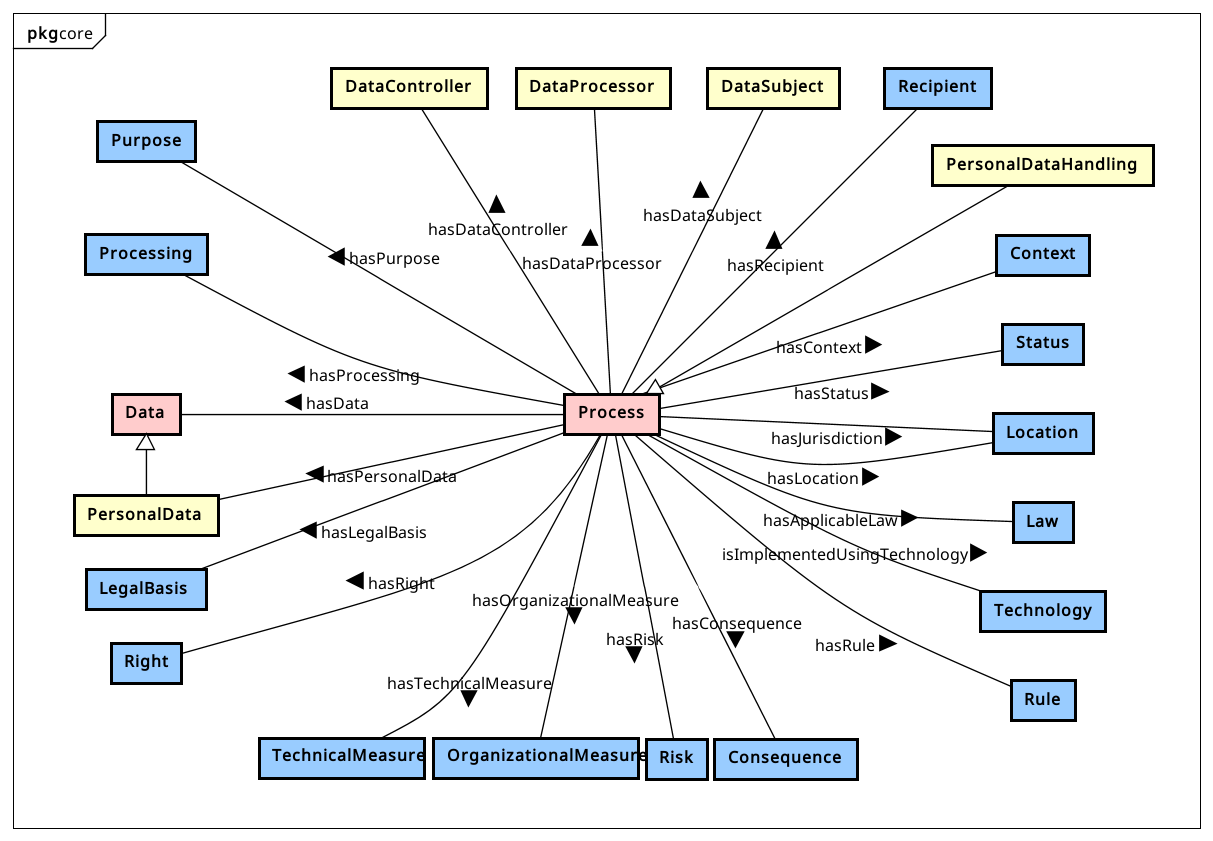 pkgcore
DataController
DataProcessor
DataSubject
Recipient
Purpose
PersonalDataHandling
hasDataSubject
hasDataController
Processing
Context
hasPurpose
hasDataProcessor
hasRecipient
Status
hasContext
hasProcessing
hasStatus
hasData
Data
Process
Location
hasJurisdiction
hasPersonalData
hasLocation
PersonalData
hasApplicableLaw
Law
hasLegalBasis
isImplementedUsingTechnology
LegalBasis
hasRight
hasOrganizationalMeasure
Technology
hasConsequence
hasRisk
hasRule
Right
hasTechnicalMeasure
Rule
TechnicalMeasure
OrganizationalMeasure
Risk
Consequence